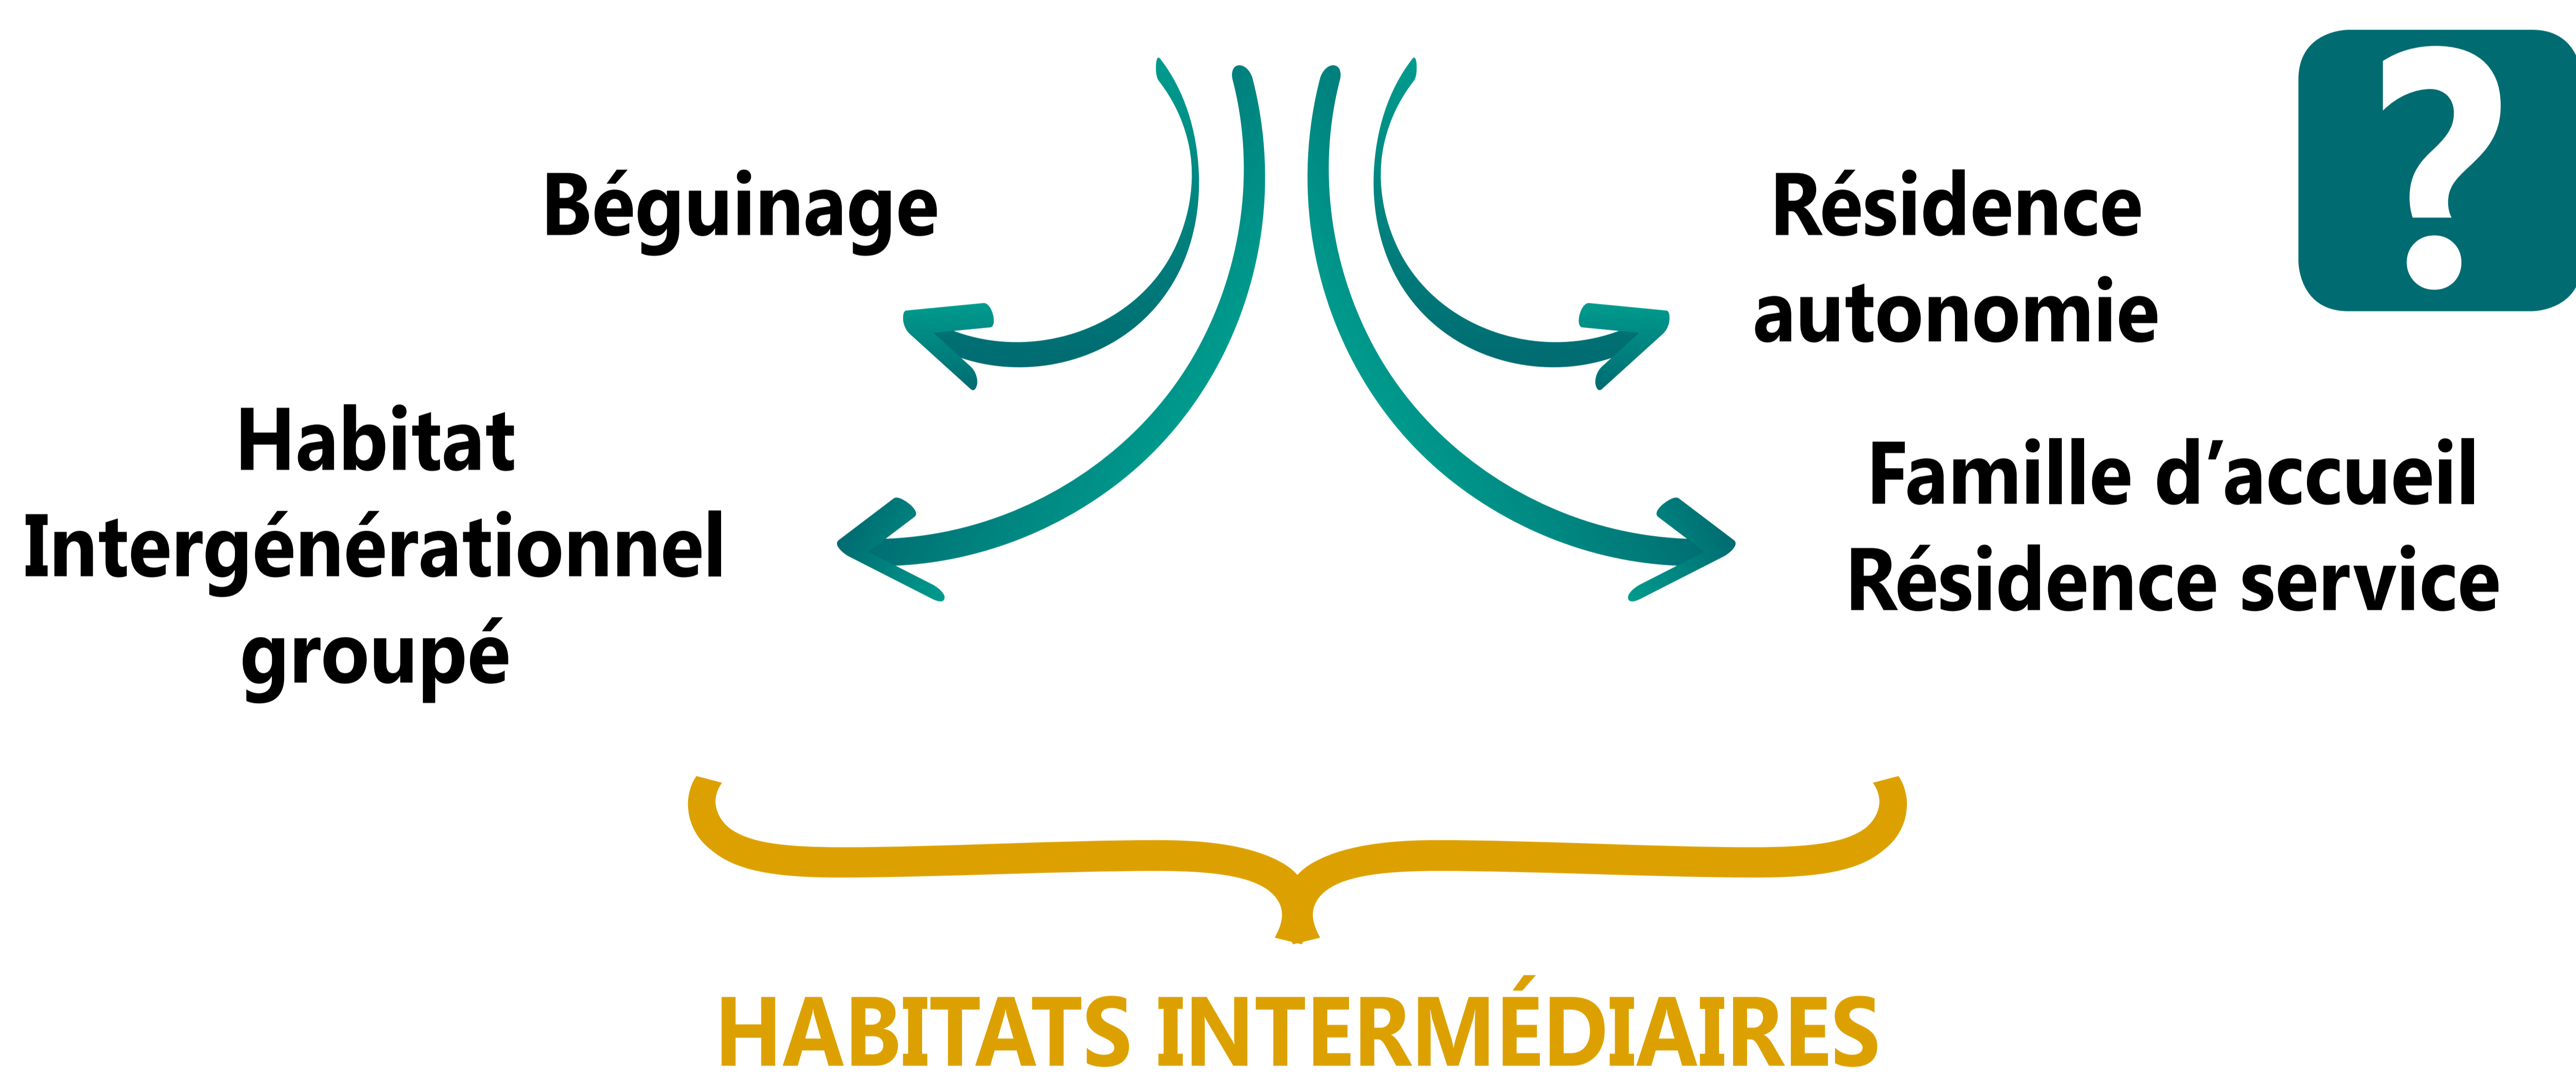 Béguinage
Résidence
autonomie
?
Habitat
Intergénérationnel
groupé
Famille d’accueil
Résidence service
HABITATS INTERMÉDIAIRES